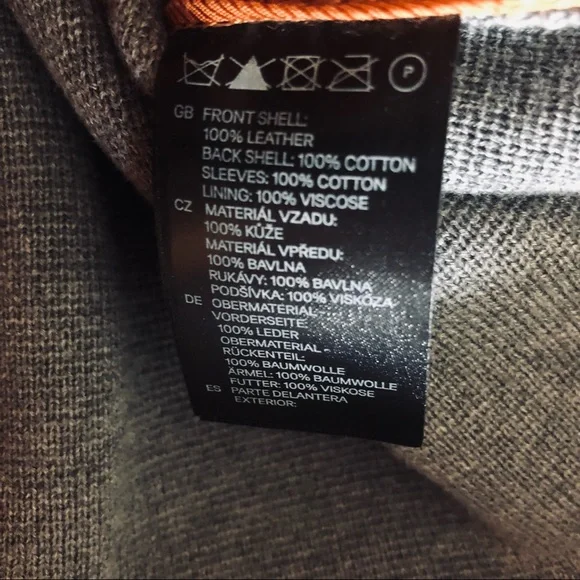 P
GB FRONT SHELL:
100% LEATHER
BACK SHELL: 100% COTTON
SLEEVES: 100% COTTON
LINING: 100% VISCOSE
CZ MATERIÁL VZADU:
100% KŮŽE
MATERIÁL VPŘEDU:
100% BAVLNA
RUKÁVY: 100% BAVLNA
PODŠÍVKA: 100% VISKÓZA
DE OBERMATERIAL-
VORDERSEITE:
100% LEDER
OBERMATERIAL-
RÜCKENTEIL:
100% BAUMWOLLE
ÄRMEL: 100% BAUMWOLLE
FUTTER: 100% VISKOSE
ES PARTE DELANTERA
EXTERIOR: